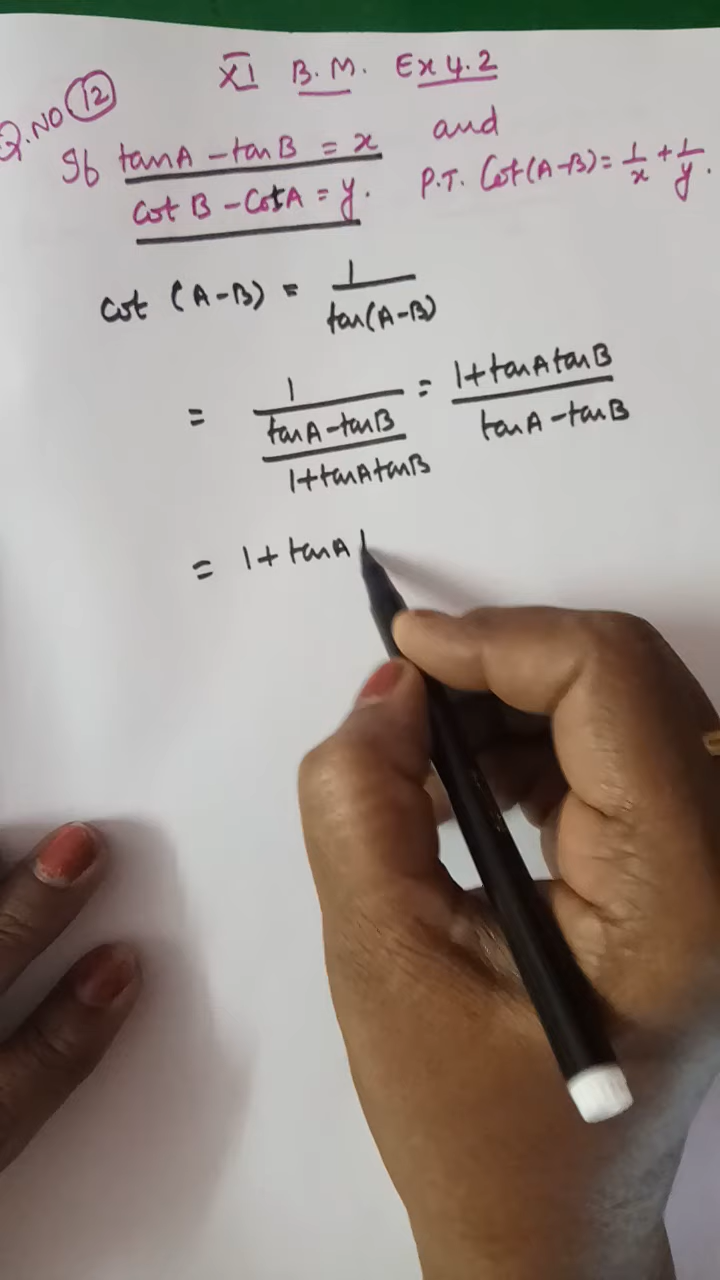 XI B.M. Ex 4.2
Q.NO 12
If tanA - tanB = x and
cot B - cotA = y. P.T. Cot(A-B) = 1/x + 1/y.
cot (A-B) = 1/tan(A-B)
= 1/((tanA-tanB)/(1+tanAtanB)) = (1+tanAtanB)/(tanA-tanB)
= 1+tanA